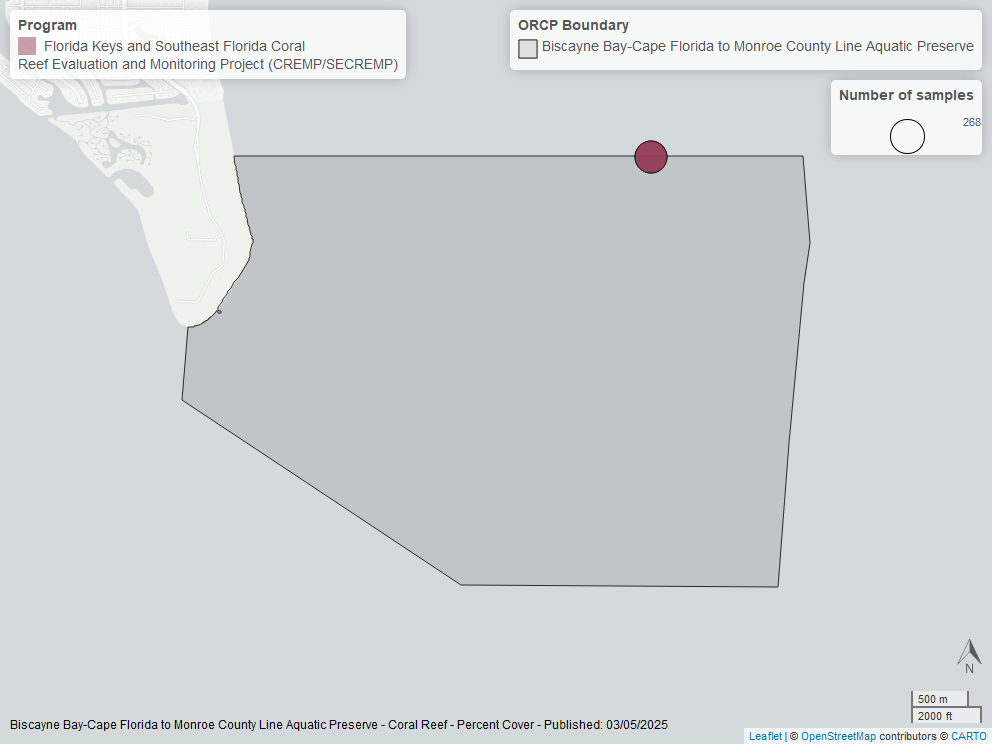 Program
Florida Keys and Southeast Florida Coral
Reef Evaluation and Monitoring Project (CREMP/SECREMP)
ORCP Boundary
Biscayne Bay-Cape Florida to Monroe County Line Aquatic Preserve
Number of samples
268
N
500 m
2000 ft
Biscayne Bay-Cape Florida to Monroe County Line Aquatic Preserve - Coral Reef - Percent Cover - Published: 03/05/2025
Leaflet | © OpenStreetMap contributors © CARTO